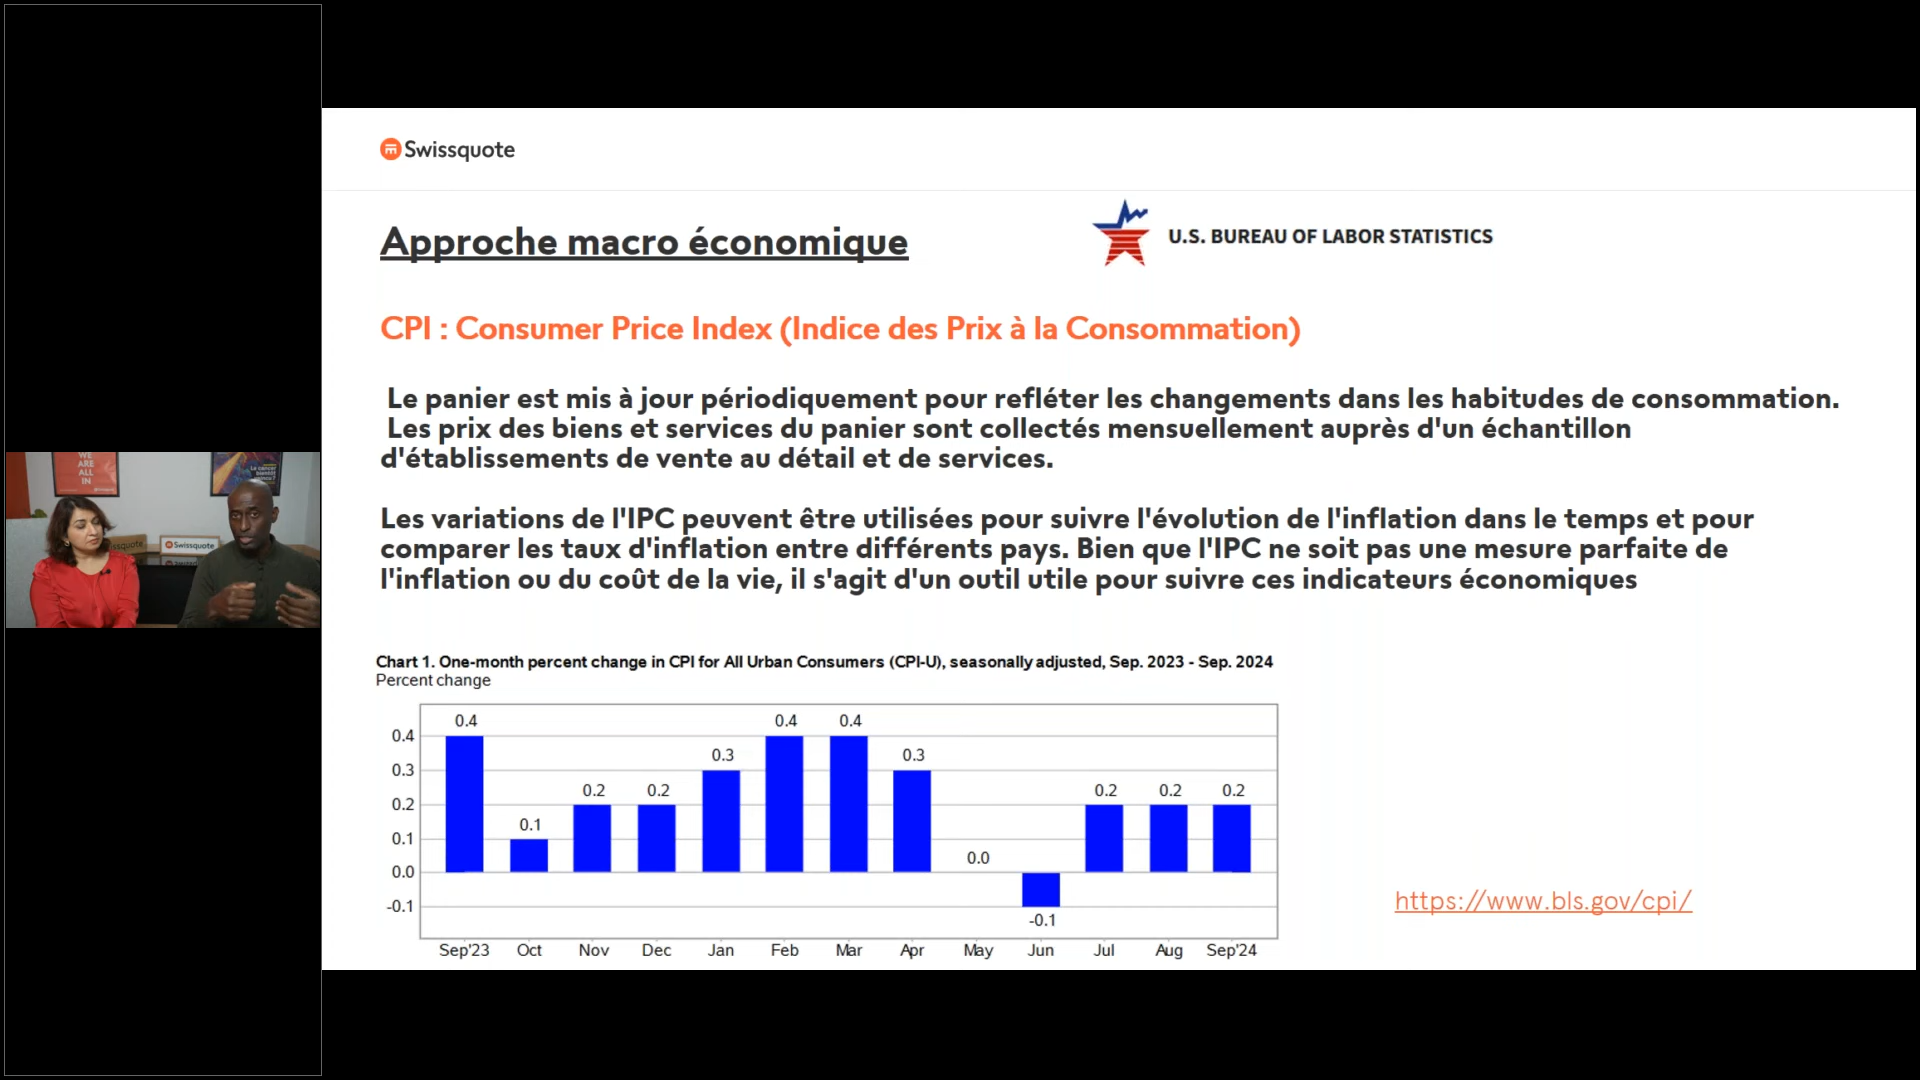 Swissquote
Approche macro économique
U.S. BUREAU OF LABOR STATISTICS
CPI : Consumer Price Index (Indice des Prix à la Consommation)
Le panier est mis à jour périodiquement pour refléter les changements dans les habitudes de consommation.
Les prix des biens et services du panier sont collectés mensuellement auprès d'un échantillon
d'établissements de vente au détail et de services.
Les variations de l'IPC peuvent être utilisées pour suivre l'évolution de l'inflation dans le temps et pour
comparer les taux d'inflation entre différents pays. Bien que l'IPC ne soit pas une mesure parfaite de
l'inflation ou du coût de la vie, il s'agit d'un outil utile pour suivre ces indicateurs économiques
Chart 1. One-month percent change in CPI for All Urban Consumers (CPI-U), seasonally adjusted, Sep. 2023 - Sep. 2024
Percent change
0.4 0.1 0.2 0.2 0.3 0.4 0.4 0.3 0.0 -0.1 0.2 0.2 0.2
0.4
0.3
0.2
0.1
0.0
-0.1
Sep'23 Oct Nov Dec Jan Feb Mar Apr May Jun Jul Aug Sep'24
https://www.bls.gov/cpi/
WE
ARE
ALL
IN
Swissquote